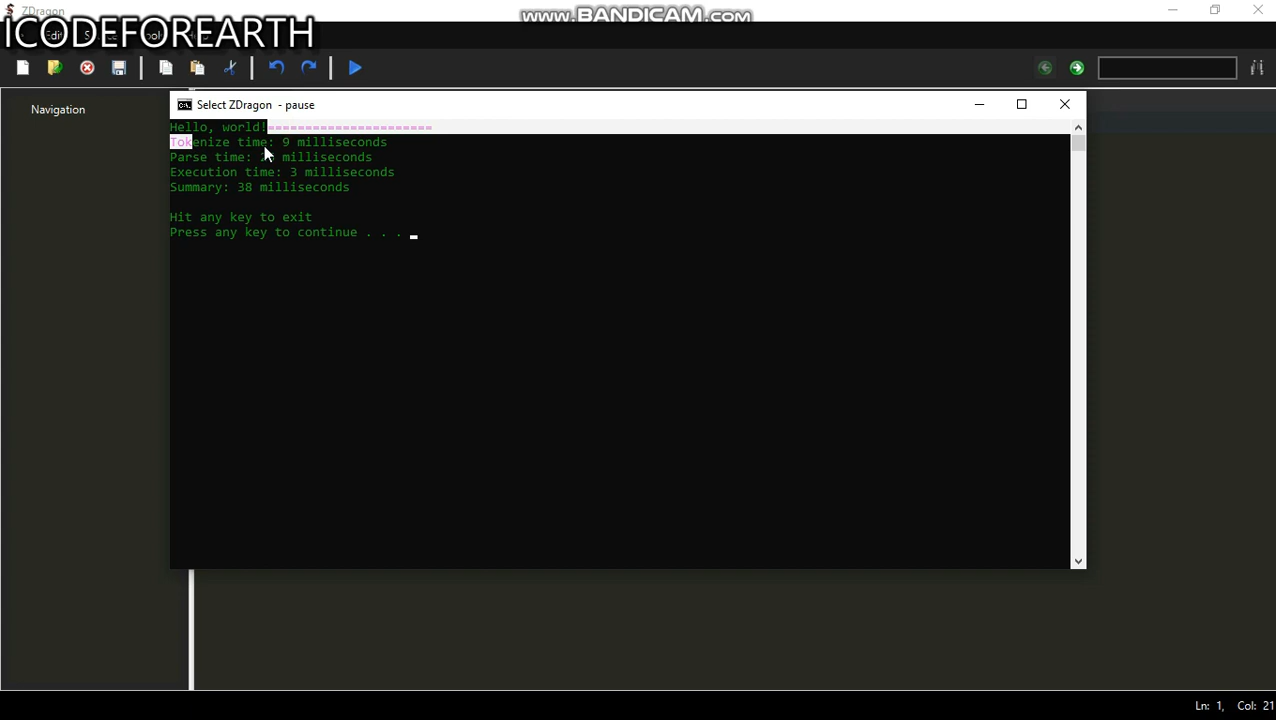 ZDragon
www.BANDICAM.COM
ICODEFOREARTH
Navigation
Select ZDragon - pause
Hello, world!======================
Tokenize time: 9 milliseconds
Parse time: milliseconds
Execution time: 3 milliseconds
Summary: 38 milliseconds
Hit any key to exit
Press any key to continue . . .
Ln: 1, Col: 21